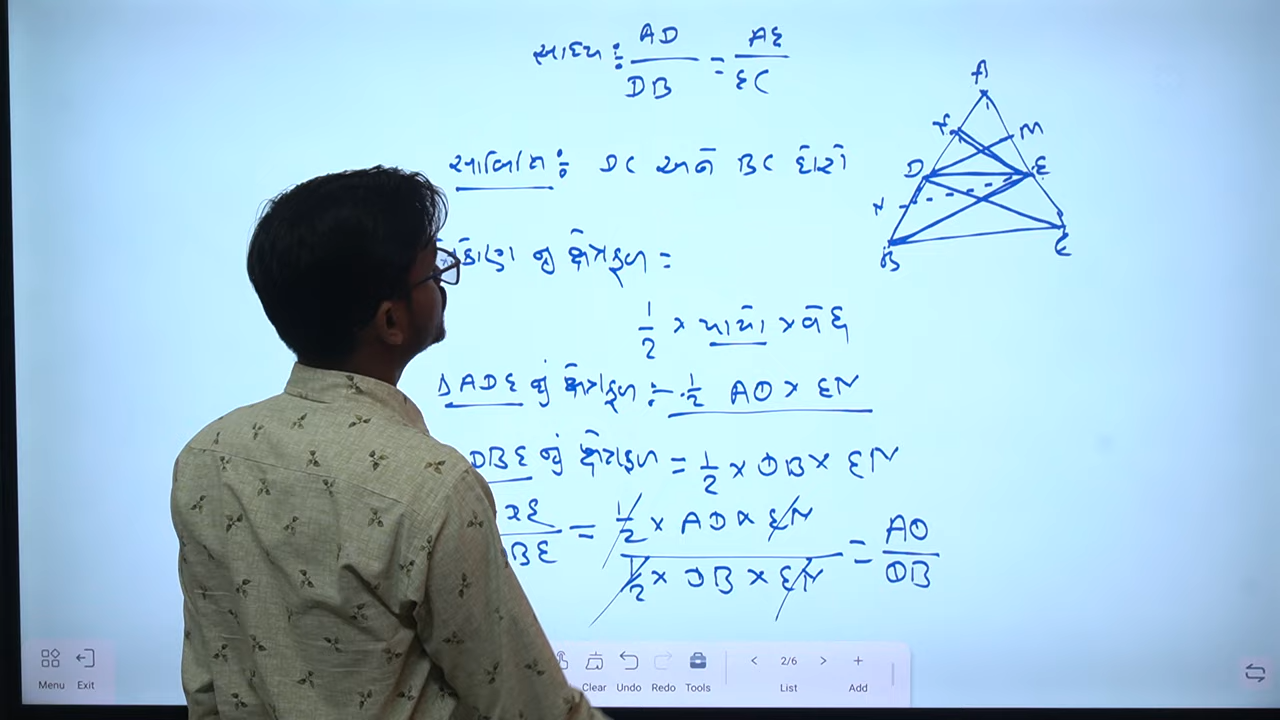 સાધ્ય : AD/DB = AE/EC
A
M
D E
N
B C
સાબિતી : DC અને BC દોરો
નું ક્ષેત્રફળ =
1/2 × પાયો × વેધ
ΔADE નું ક્ષેત્રફળ = 1/2 AD × EN
DBE નું ક્ષેત્રફળ = 1/2 × DB × EN
DBE = 1/2 × AD × EN / 1/2 × DB × EN = AD/DB
Menu Exit Clear Undo Redo Tools < 2/6 > List + Add